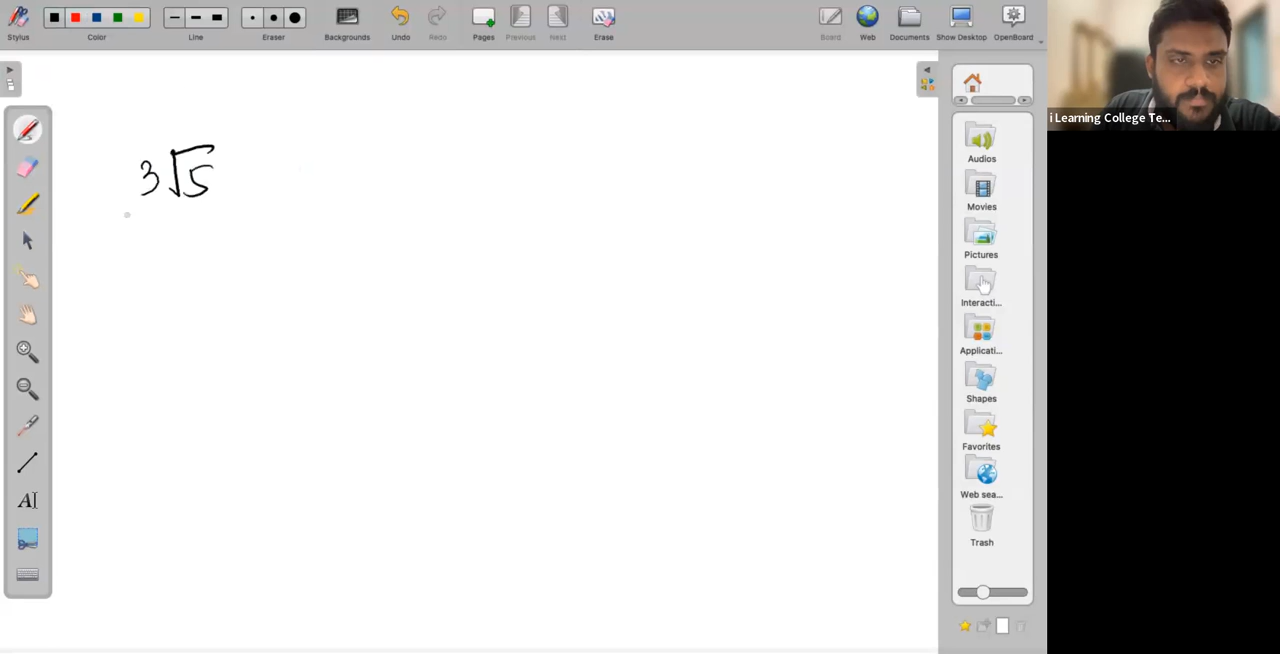 Stylus Color Line Eraser Backgrounds Undo Redo Pages Previous Next Erase Board Web Documents Show Desktop OpenBoard
i Learning College Te...
3√5
Audios
Movies
Pictures
Interacti...
Applicati...
Shapes
Favorites
Web sea...
Trash